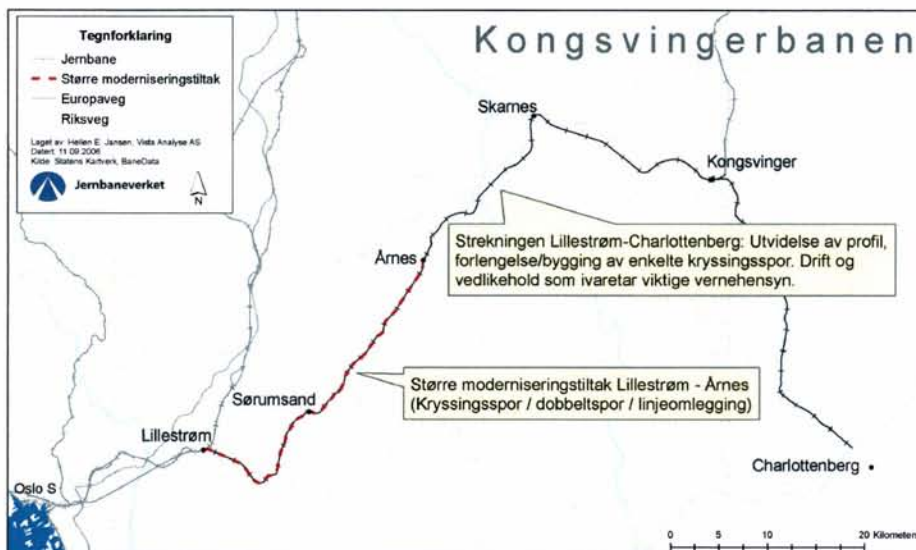 Kongsvingerbanen
Tegnforklaring
Jernbane
Større moderniseringstiltak
Europaveg
Riksveg
Laget av: Hellen E. Jansen, Vista Analyse AS
Datert: 11.09.2006
Kilde: Statens Kartverk, BaneData
Jernbaneverket
N
Skarnes
Kongsvinger
Årnes
Strekningen Lillestrøm-Charlottenberg: Utvidelse av profil,
forlengelse/bygging av enkelte kryssingsspor. Drift og
vedlikehold som ivaretar viktige vernehensyn.
Større moderniseringstiltak Lillestrøm - Årnes
(Kryssingsspor / dobbeltspor / linjeomlegging)
Sørumsand
Lillestrøm
Charlottenberg
Oslo S
0 5 10 20 Kilometer